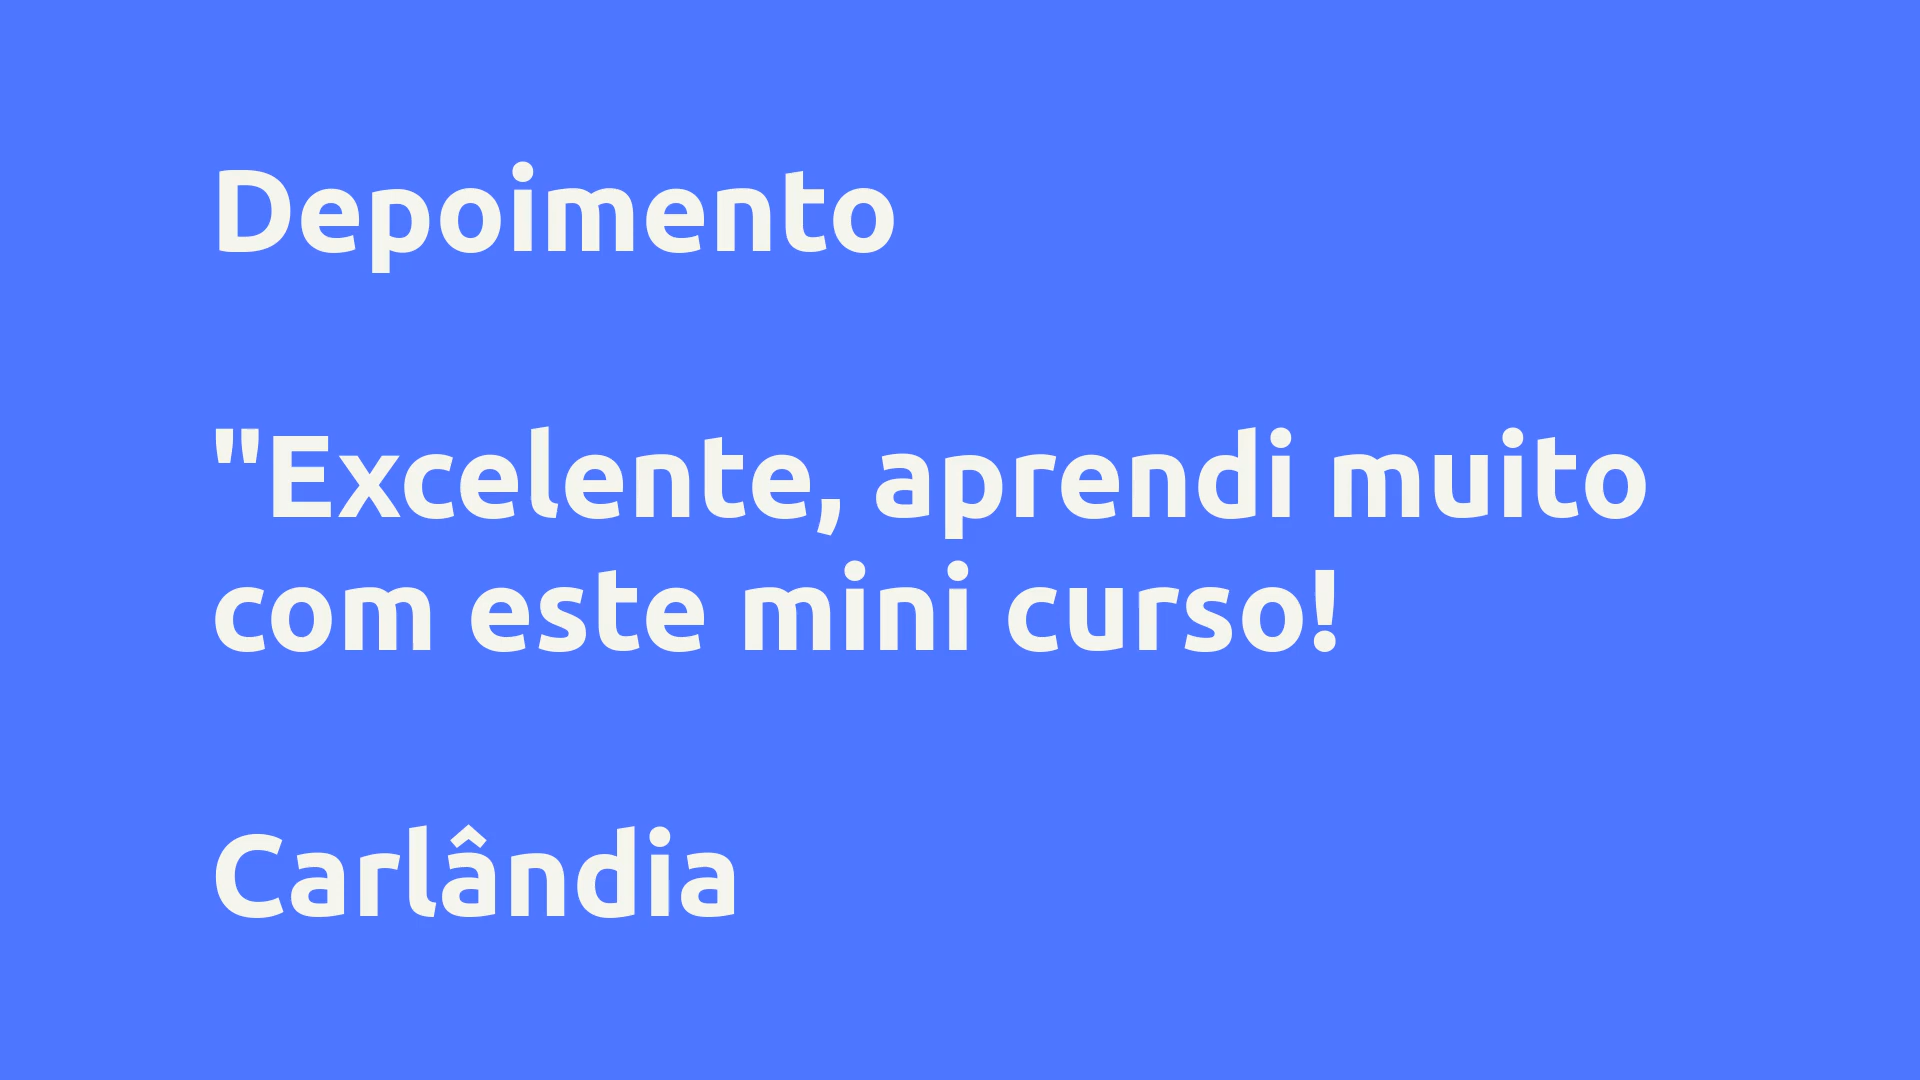 Depoimento
"Excelente, aprendi muito
com este mini curso!
Carlândia